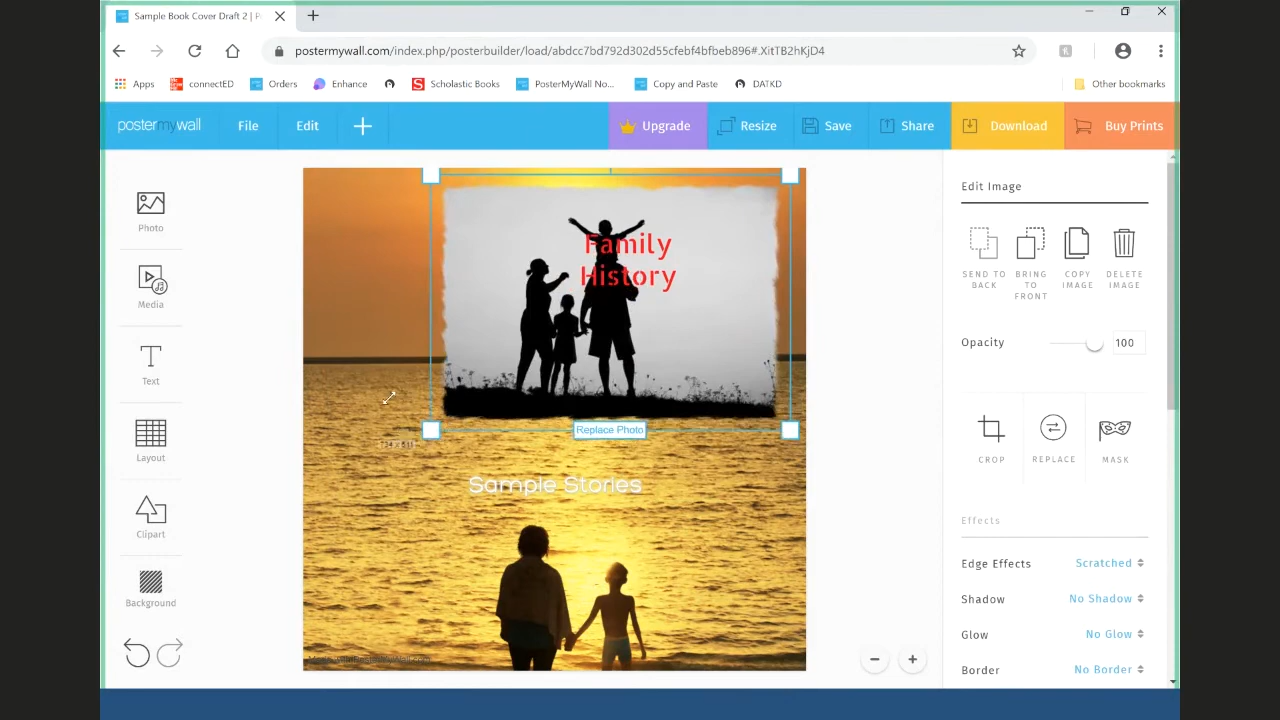 Sample Book Cover Draft 2 | P
postermywall.com/index.php/posterbuilder/load/abdcc7bd792d302d55cfebf4bfbeb896#.XitTB2hKjD4
Apps connectED Orders Enhance Scholastic Books PosterMyWall No... Copy and Paste DATKD Other bookmarks
postermywall File Edit Upgrade Resize Save Share Download Buy Prints
Photo
Media
Text
Layout
Clipart
Background
Family
History
Replace Photo
Sample Stories
Edit Image
SEND TO BACK
BRING TO FRONT
COPY IMAGE
DELETE IMAGE
Opacity 100
CROP REPLACE MASK
Effects
Edge Effects Scratched
Shadow No Shadow
Glow No Glow
Border No Border